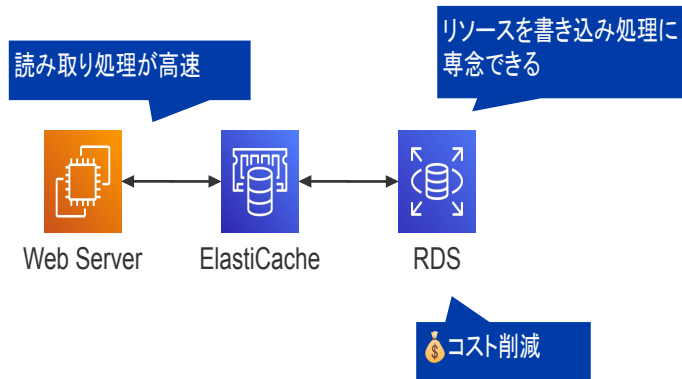 リソースを書き込み処理に
専念できる
読み取り処理が高速
Web Server
ElastiCache
RDS
コスト削減